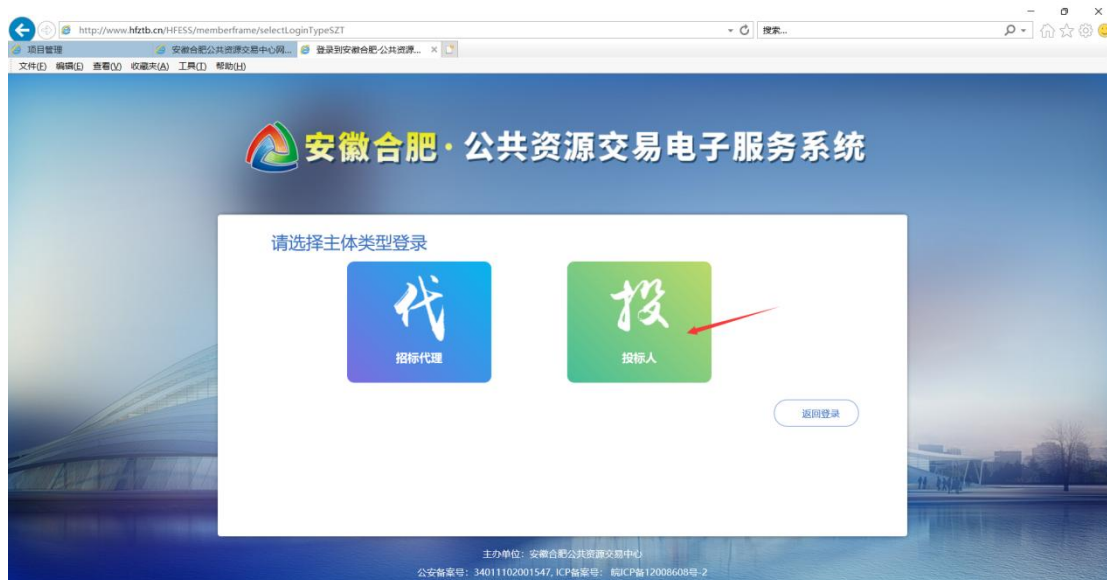 http://www.hfztb.cn/HFESS/memberframe/selectLoginTypeSZT
搜索...
项目管理
安徽合肥公共资源交易中心网...
登录到安徽合肥·公共资源...
文件(F) 编辑(E) 查看(V) 收藏夹(A) 工具(T) 帮助(H)
安徽合肥·公共资源交易电子服务系统
请选择主体类型登录
代
招标代理
投
投标人
返回登录
主办单位：安徽合肥公共资源交易中心
公安备案号：34011102001547, ICP备案号： 皖ICP备12008608号-2